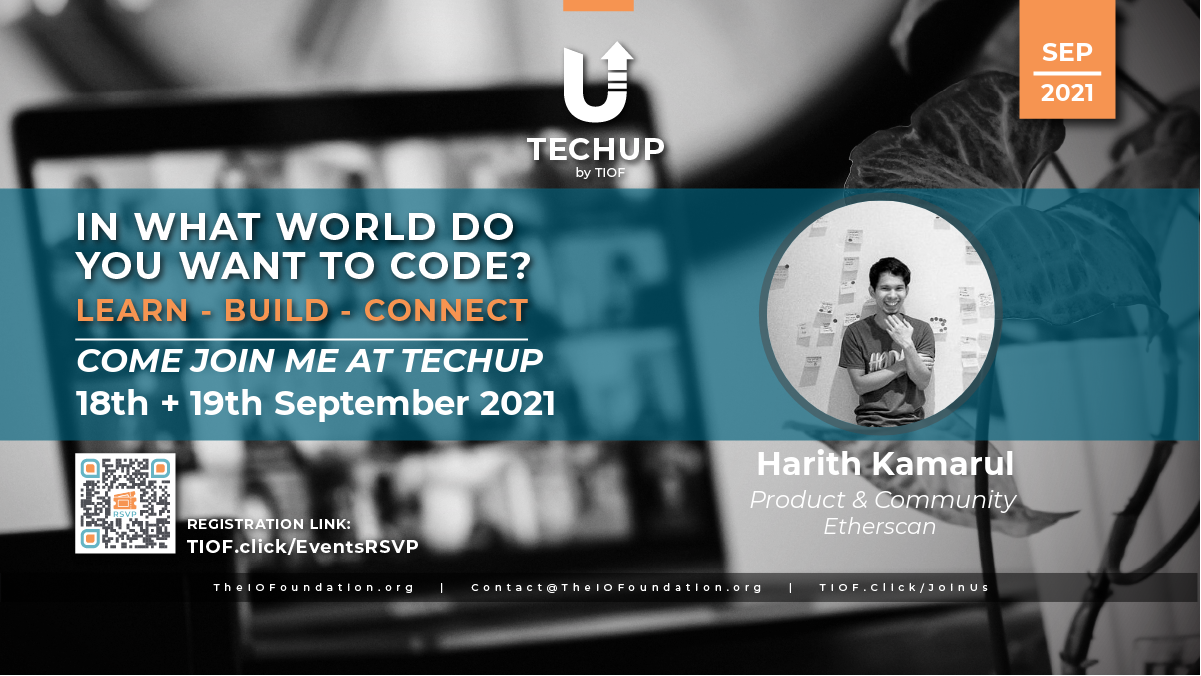 SEP
2021
TECHUP
by TIOF
IN WHAT WORLD DO
YOU WANT TO CODE?
LEARN - BUILD - CONNECT
COME JOIN ME AT TECHUP
18th + 19th September 2021
Harith Kamarul
Product & Community
Etherscan
RSVP
REGISTRATION LINK:
TIOF.click/EventsRSVP
TheIOFoundation.org | Contact@TheIOFoundation.org | TIOF.Click/JoinUs